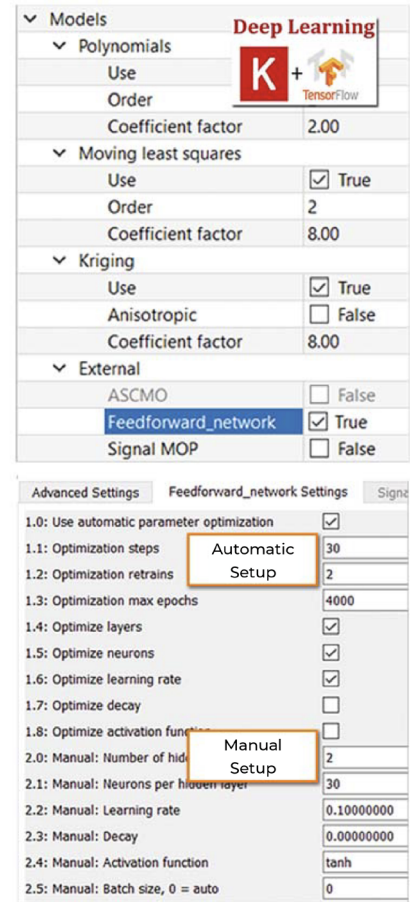 Models
Deep Learning
Polynomials
Use
K + TensorFlow
Order
Coefficient factor 2.00
Moving least squares
Use True
Order 2
Coefficient factor 8.00
Kriging
Use True
Anisotropic False
Coefficient factor 8.00
External
ASCMO False
Feedforward_network True
Signal MOP False
Advanced Settings Feedforward_network Settings Signa
1.0: Use automatic parameter optimization
1.1: Optimization steps 30
Automatic
Setup
1.2: Optimization retrains 2
1.3: Optimization max epochs 4000
1.4: Optimize layers
1.5: Optimize neurons
1.6: Optimize learning rate
1.7: Optimize decay
1.8: Optimize activation function
Manual
Setup
2.0: Manual: Number of hid 2
2.1: Manual: Neurons per hidden layer 30
2.2: Manual: Learning rate 0.10000000
2.3: Manual: Decay 0.00000000
2.4: Manual: Activation function tanh
2.5: Manual: Batch size, 0 = auto 0